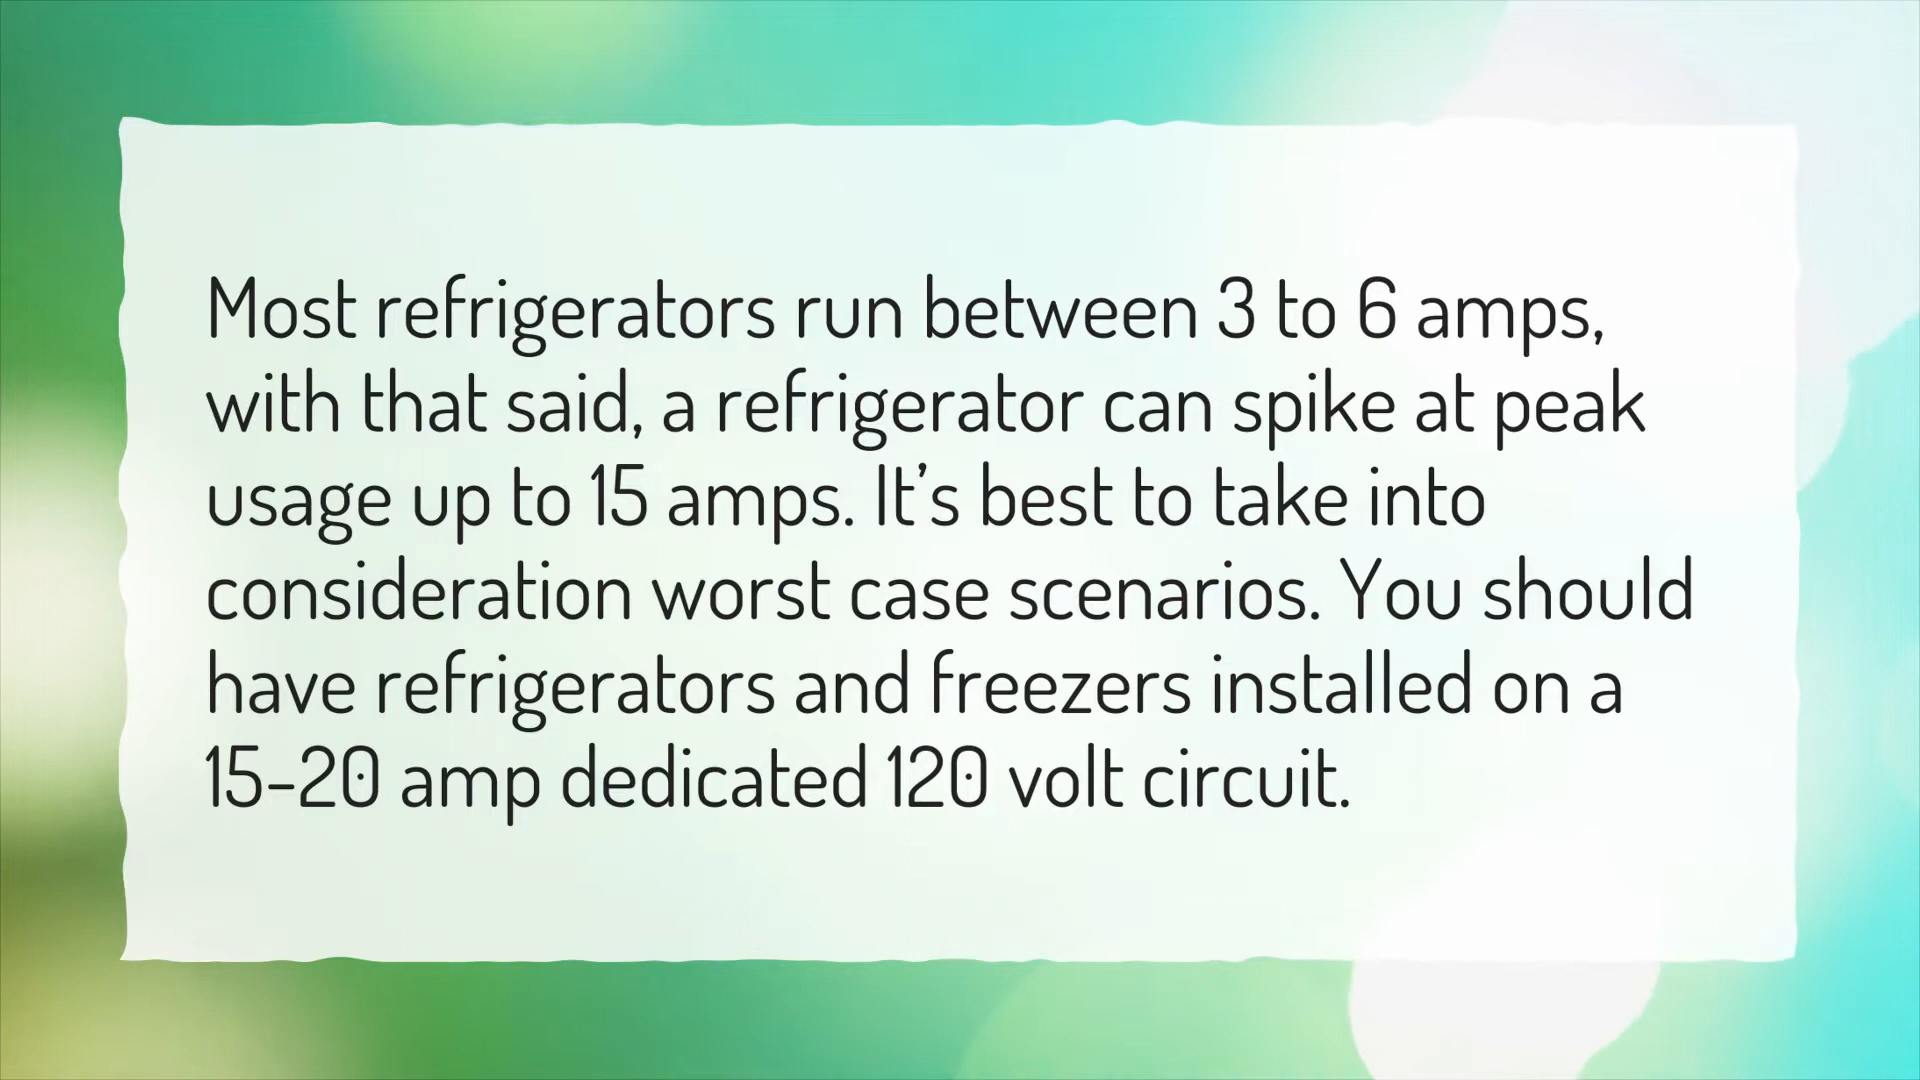 Most refrigerators run between 3 to 6 amps,
with that said, a refrigerator can spike at peak
usage up to 15 amps. It’s best to take into
consideration worst case scenarios. You should
have refrigerators and freezers installed on a
15-20 amp dedicated 120 volt circuit.